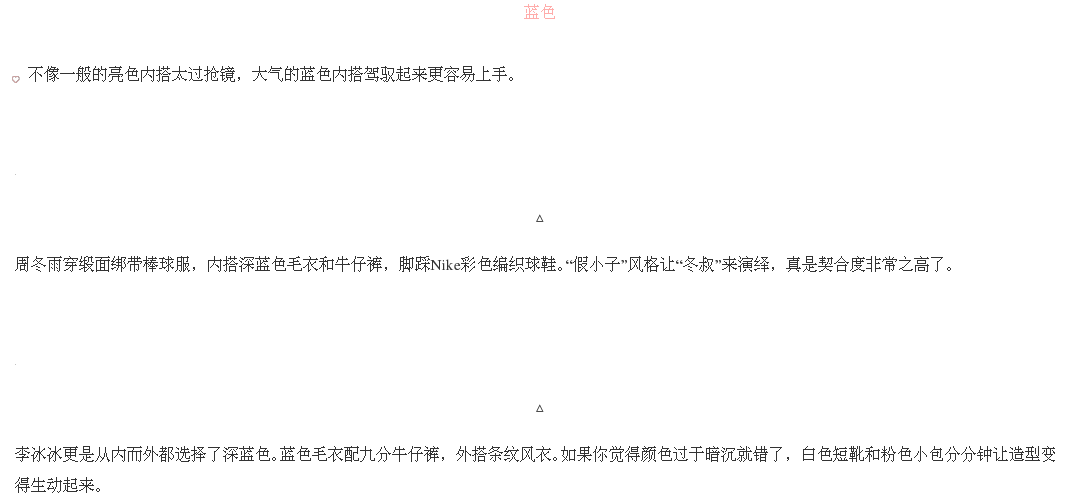 蓝色
不像一般的亮色内搭太过抢镜，大气的蓝色内搭驾驭起来更容易上手。
△
周冬雨穿缎面绑带棒球服，内搭深蓝色毛衣和牛仔裤，脚踩Nike彩色编织球鞋。“假小子”风格让“冬叔”来演绎，真是契合度非常之高了。
△
李冰冰更是从内而外都选择了深蓝色。蓝色毛衣配九分牛仔裤，外搭条纹风衣。如果你觉得颜色过于暗沉就错了，白色短靴和粉色小包分分钟让造型变
得生动起来。